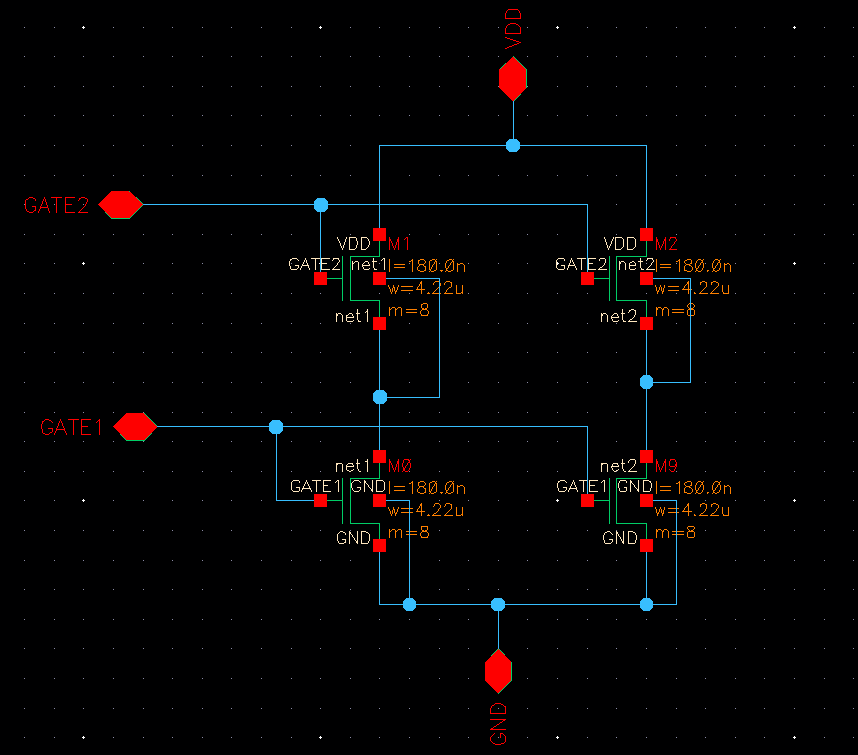 VDD
GATE2
VDD M1
GATE2 net1 l=180.0n
w=4.22u
net1 m=8
VDD M2
GATE2 net2 l=180.0n
w=4.22u
net2 m=8
GATE1
net1 M0
GATE1 GND l=180.0n
w=4.22u
GND m=8
net2 M9
GATE1 GND l=180.0n
w=4.22u
GND m=8
GND